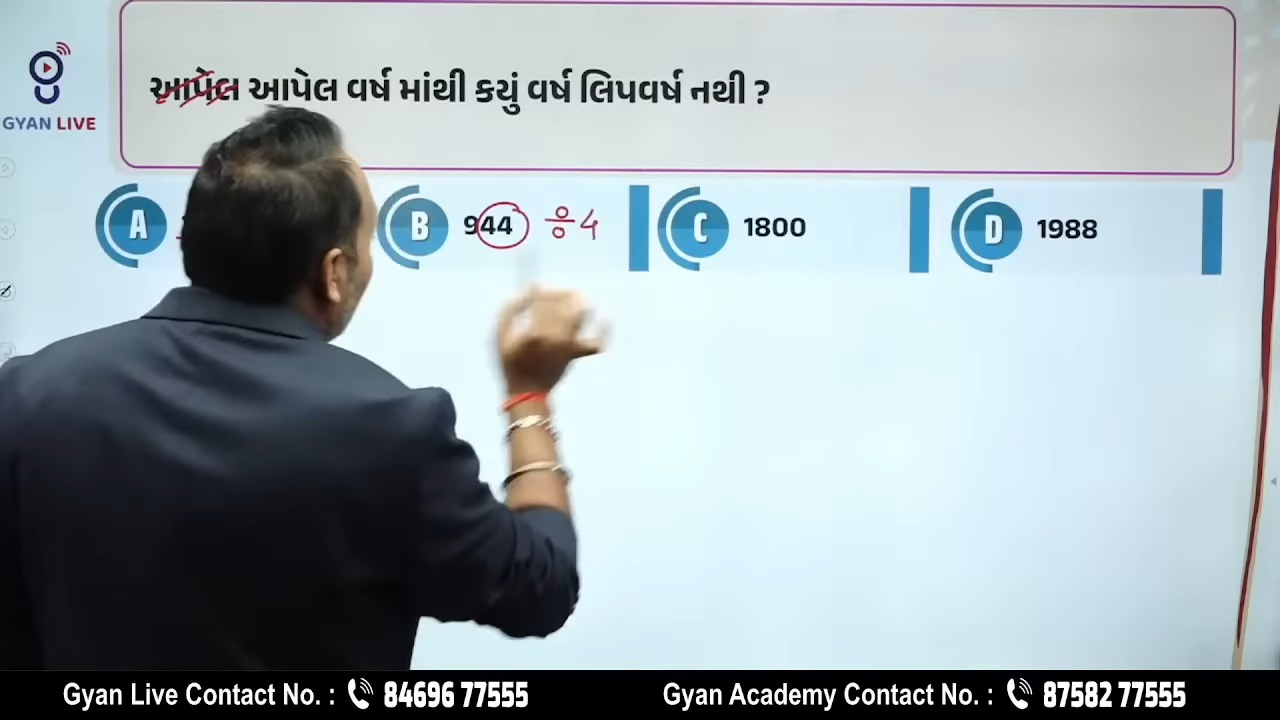 આપેલ આપેલ વર્ષ માંથી કયું વર્ષ લિપવર્ષ નથી ?
GYAN LIVE
A
B 944 ÷4
C 1800
D 1988
Gyan Live Contact No. : 84696 77555
Gyan Academy Contact No. : 87582 77555